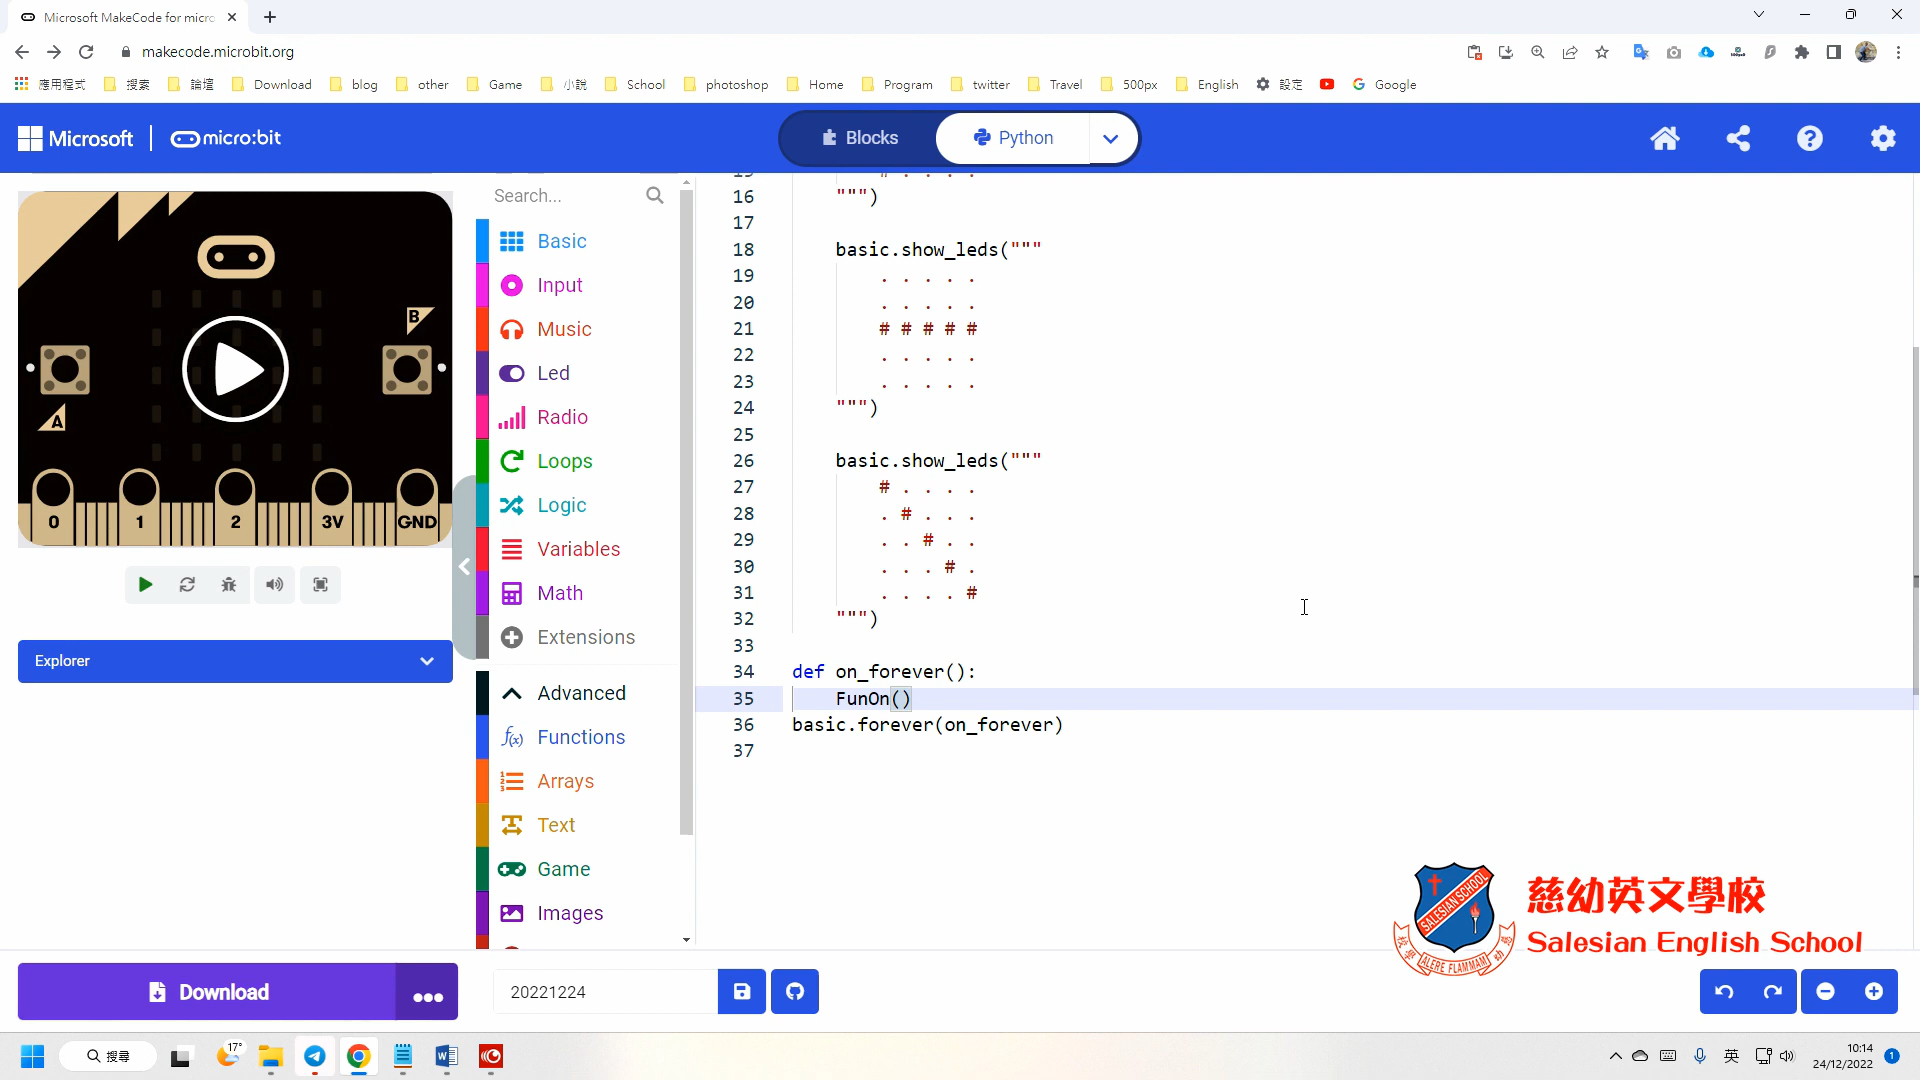 Microsoft MakeCode for micro
makecode.microbit.org
應用程式
搜索
論壇
Download
blog
other
Game
小說
School
photoshop
Home
Program
twitter
Travel
500px
English
設定
Google
Microsoft
micro:bit
Blocks
Python
B
A
0
1
2
3V
GND
Explorer
Search...
Basic
Input
Music
Led
Radio
Loops
Logic
Variables
Math
Extensions
Advanced
f(x) Functions
Arrays
Text
Game
Images
16 """)
17
18 basic.show_leds("""
19 . . . . .
20 . . . . .
21 # # # # #
22 . . . . .
23 . . . . .
24 """)
25
26 basic.show_leds("""
27 # . . . .
28 . # . . .
29 . . # . .
30 . . . # .
31 . . . . #
32 """)
33
34 def on_forever():
35 FunOn()
36 basic.forever(on_forever)
37
SALESIAN SCHOOL
ALERE FLAMMAM
慈幼英文學校
Salesian English School
Download
20221224
17°
搜尋
英
10:14
24/12/2022
1